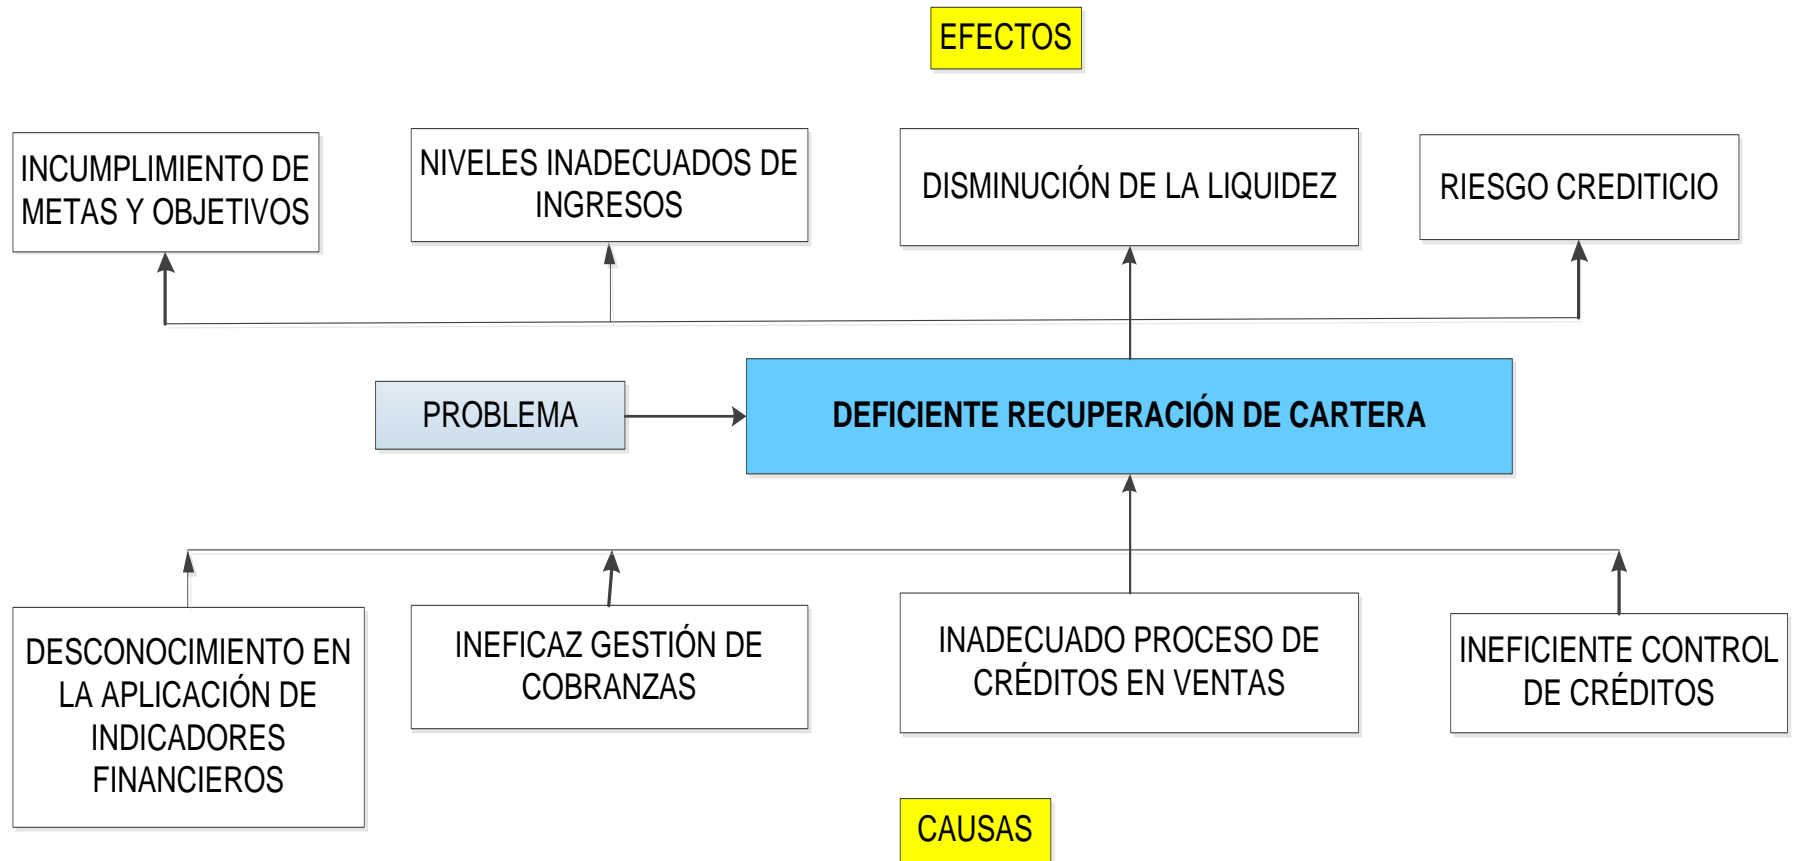 EFECTOS
INCUMPLIMIENTO DE
METAS Y OBJETIVOS
NIVELES INADECUADOS DE
INGRESOS
DISMINUCIÓN DE LA LIQUIDEZ
RIESGO CREDITICIO
PROBLEMA
DEFICIENTE RECUPERACIÓN DE CARTERA
DESCONOCIMIENTO EN
LA APLICACIÓN DE
INDICADORES
FINANCIEROS
INEFICAZ GESTIÓN DE
COBRANZAS
INADECUADO PROCESO DE
CRÉDITOS EN VENTAS
INEFICIENTE CONTROL
DE CRÉDITOS
CAUSAS